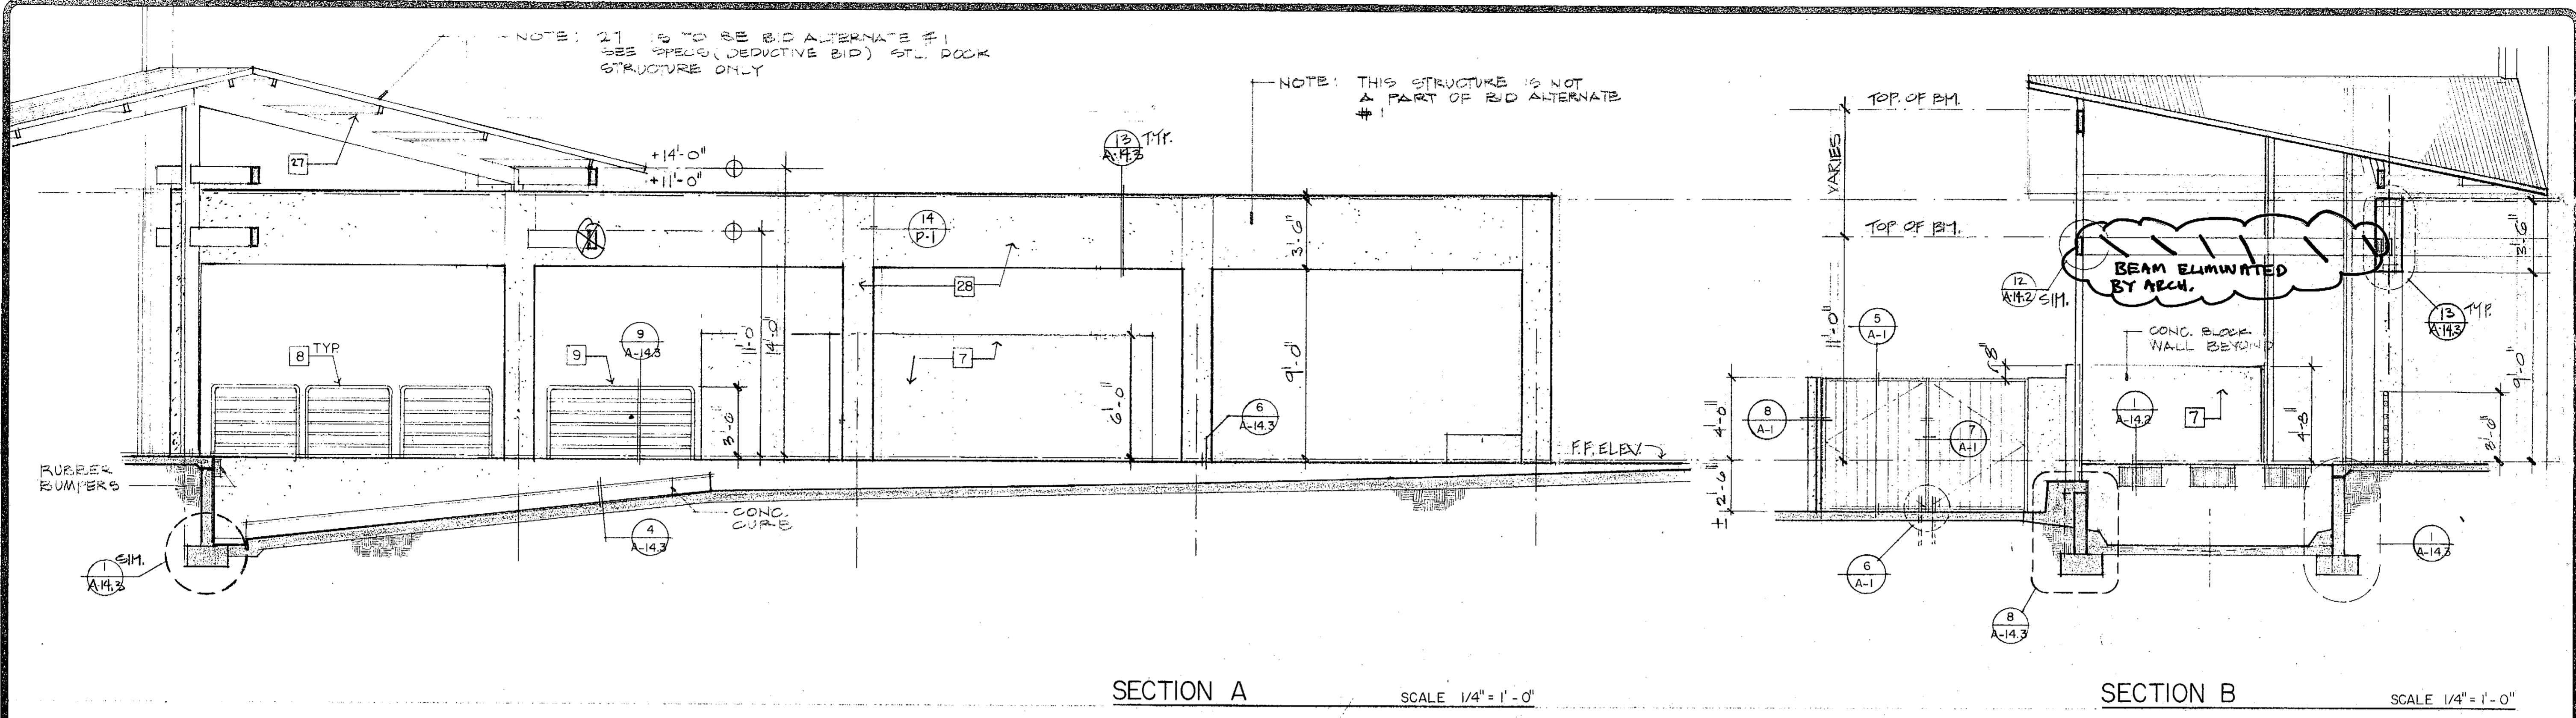 NOTE: 27 IS TO BE BID ALTERNATE #1
SEE SPECS (DEDUCTIVE BID) STL. DOCK
STRUCTURE ONLY
NOTE: THIS STRUCTURE IS NOT
A PART OF BID ALTERNATE
#1
27
+14'-0"
+11'-0"
13
A-14.3
TYP.
14
P-1
3'-6"
28
8
TYP
9
9
A-14.3
11'-0
14'-0"
7
3'-0"
6'-0"
9'-0"
6
A-14.3
F.F. ELEV.
RUBBER
BUMPERS
CONC.
CURB
4
A-14.3
1
A-14.3
SIM.
SECTION A
SCALE 1/4" = 1'-0"
TOP OF BM.
VARIES
TOP OF BM.
BEAM ELIMINATED
BY ARCH.
12
A-14.2
SIM.
3'-6"
13
A-14.3
TYP.
11'-0"
5
A-1
8"
CONC. BLOCK
WALL BEYOND
4'-0"
8
A-1
7
A-1
1
A-14.2
7
4'-8"
3'-0"
9'-0"
±2'-6"
6
A-1
1
A-14.3
8
A-14.3
SECTION B
SCALE 1/4" = 1'-0"